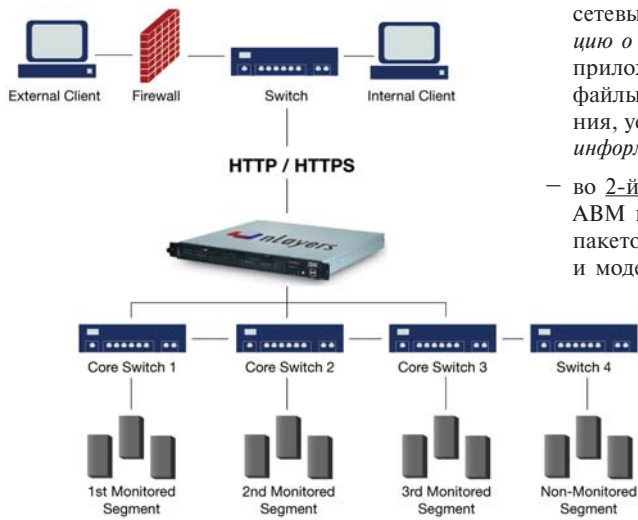 сетевы
цию о
External Client Firewall Switch Internal Client
прилож
файлы
ния, ус
информ
HTTP / HTTPS
– во 2-й
АВМ п
nLayers
пакето
и моде
Core Switch 1 Core Switch 2 Core Switch 3 Switch 4
1st Monitored Segment
2nd Monitored Segment
3rd Monitored Segment
Non-Monitored Segment